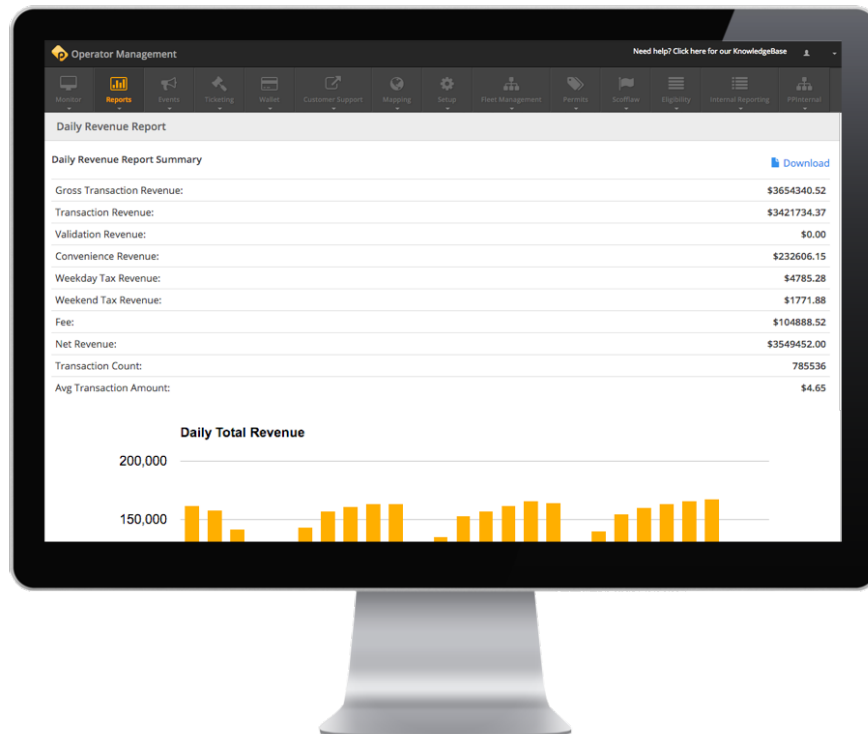 Operator Management
Need help? Click here for our KnowledgeBase
Monitor Reports Events Ticketing Wallet Customer Support Mapping Setup Fleet Management Permits Scofflaw Eligibility Internal Reporting PPInternal
Daily Revenue Report
Daily Revenue Report Summary
Download
Gross Transaction Revenue: $3654340.52
Transaction Revenue: $3421734.37
Validation Revenue: $0.00
Convenience Revenue: $232606.15
Weekday Tax Revenue: $4785.28
Weekend Tax Revenue: $1771.88
Fee: $104888.52
Net Revenue: $3549452.00
Transaction Count: 785536
Avg Transaction Amount: $4.65
Daily Total Revenue
200,000
150,000